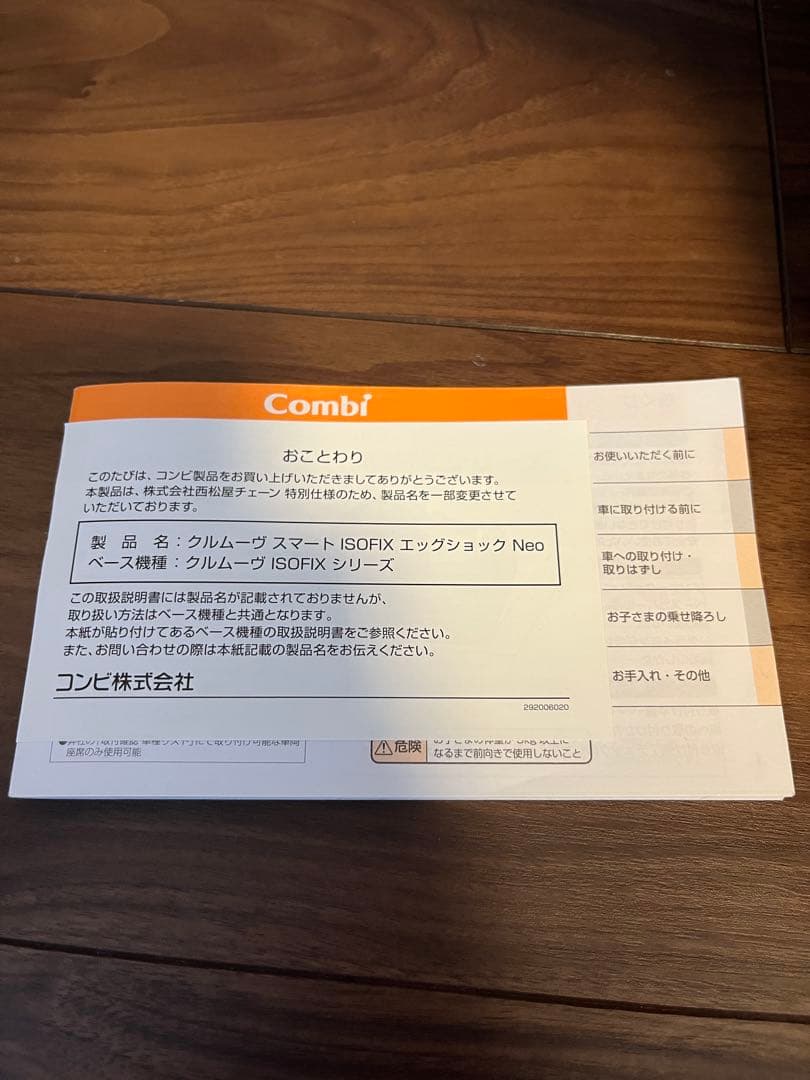 Combi
おことわり
このたびは、コンビ製品をお買い上げいただきましてありがとうございます。
本製品は、株式会社西松屋チェーン 特別仕様のため、製品名を一部変更させて
いただいております。
製 品 名：クルムーヴ スマート ISOFIX エッグショック Neo
ベース機種：クルムーヴ ISOFIX シリーズ
この取扱説明書には製品名が記載されておりませんが、
取り扱い方法はベース機種と共通となります。
本紙が貼り付けてあるベース機種の取扱説明書をご参照ください。
また、お問い合わせの際は本紙記載の製品名をお伝えください。
コンビ株式会社
292006020
お使いいただく前に
車に取り付ける前に
車への取り付け・
取りはずし
お子さまの乗せ降ろし
お手入れ・その他
座席のみ使用可能
危険
なるまで前向きで使用しないこと